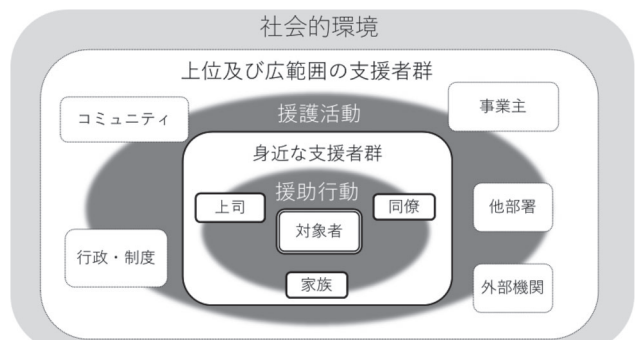 社会的環境
上位及び広範囲の支援者群
コミュニティ
援護活動
事業主
身近な支援者群
援助行動
上司
同僚
対象者
他部署
行政・制度
家族
外部機関